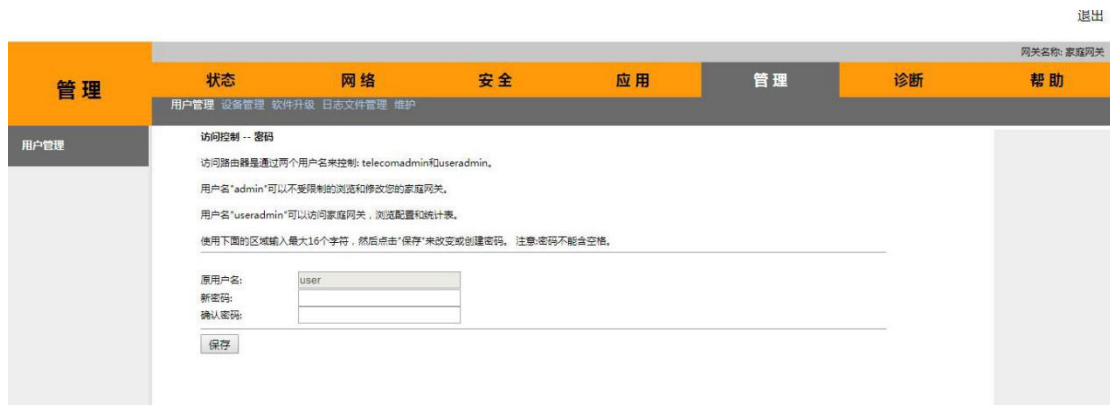 退出
网关名称: 家庭网关
管理
状态 网络 安全 应用 管理 诊断 帮助
用户管理 设备管理 软件升级 日志文件管理 维护
用户管理
访问控制 -- 密码
访问路由器是通过两个用户名来控制: telecomadmin和useradmin。
用户名"admin"可以不受限制的浏览和修改您的家庭网关。
用户名"useradmin"可以访问家庭网关，浏览配置和统计表。
使用下面的区域输入最大16个字符，然后点击"保存"来改变或创建密码。 注意:密码不能含空格。
原用户名: user
新密码:
确认密码:
保存